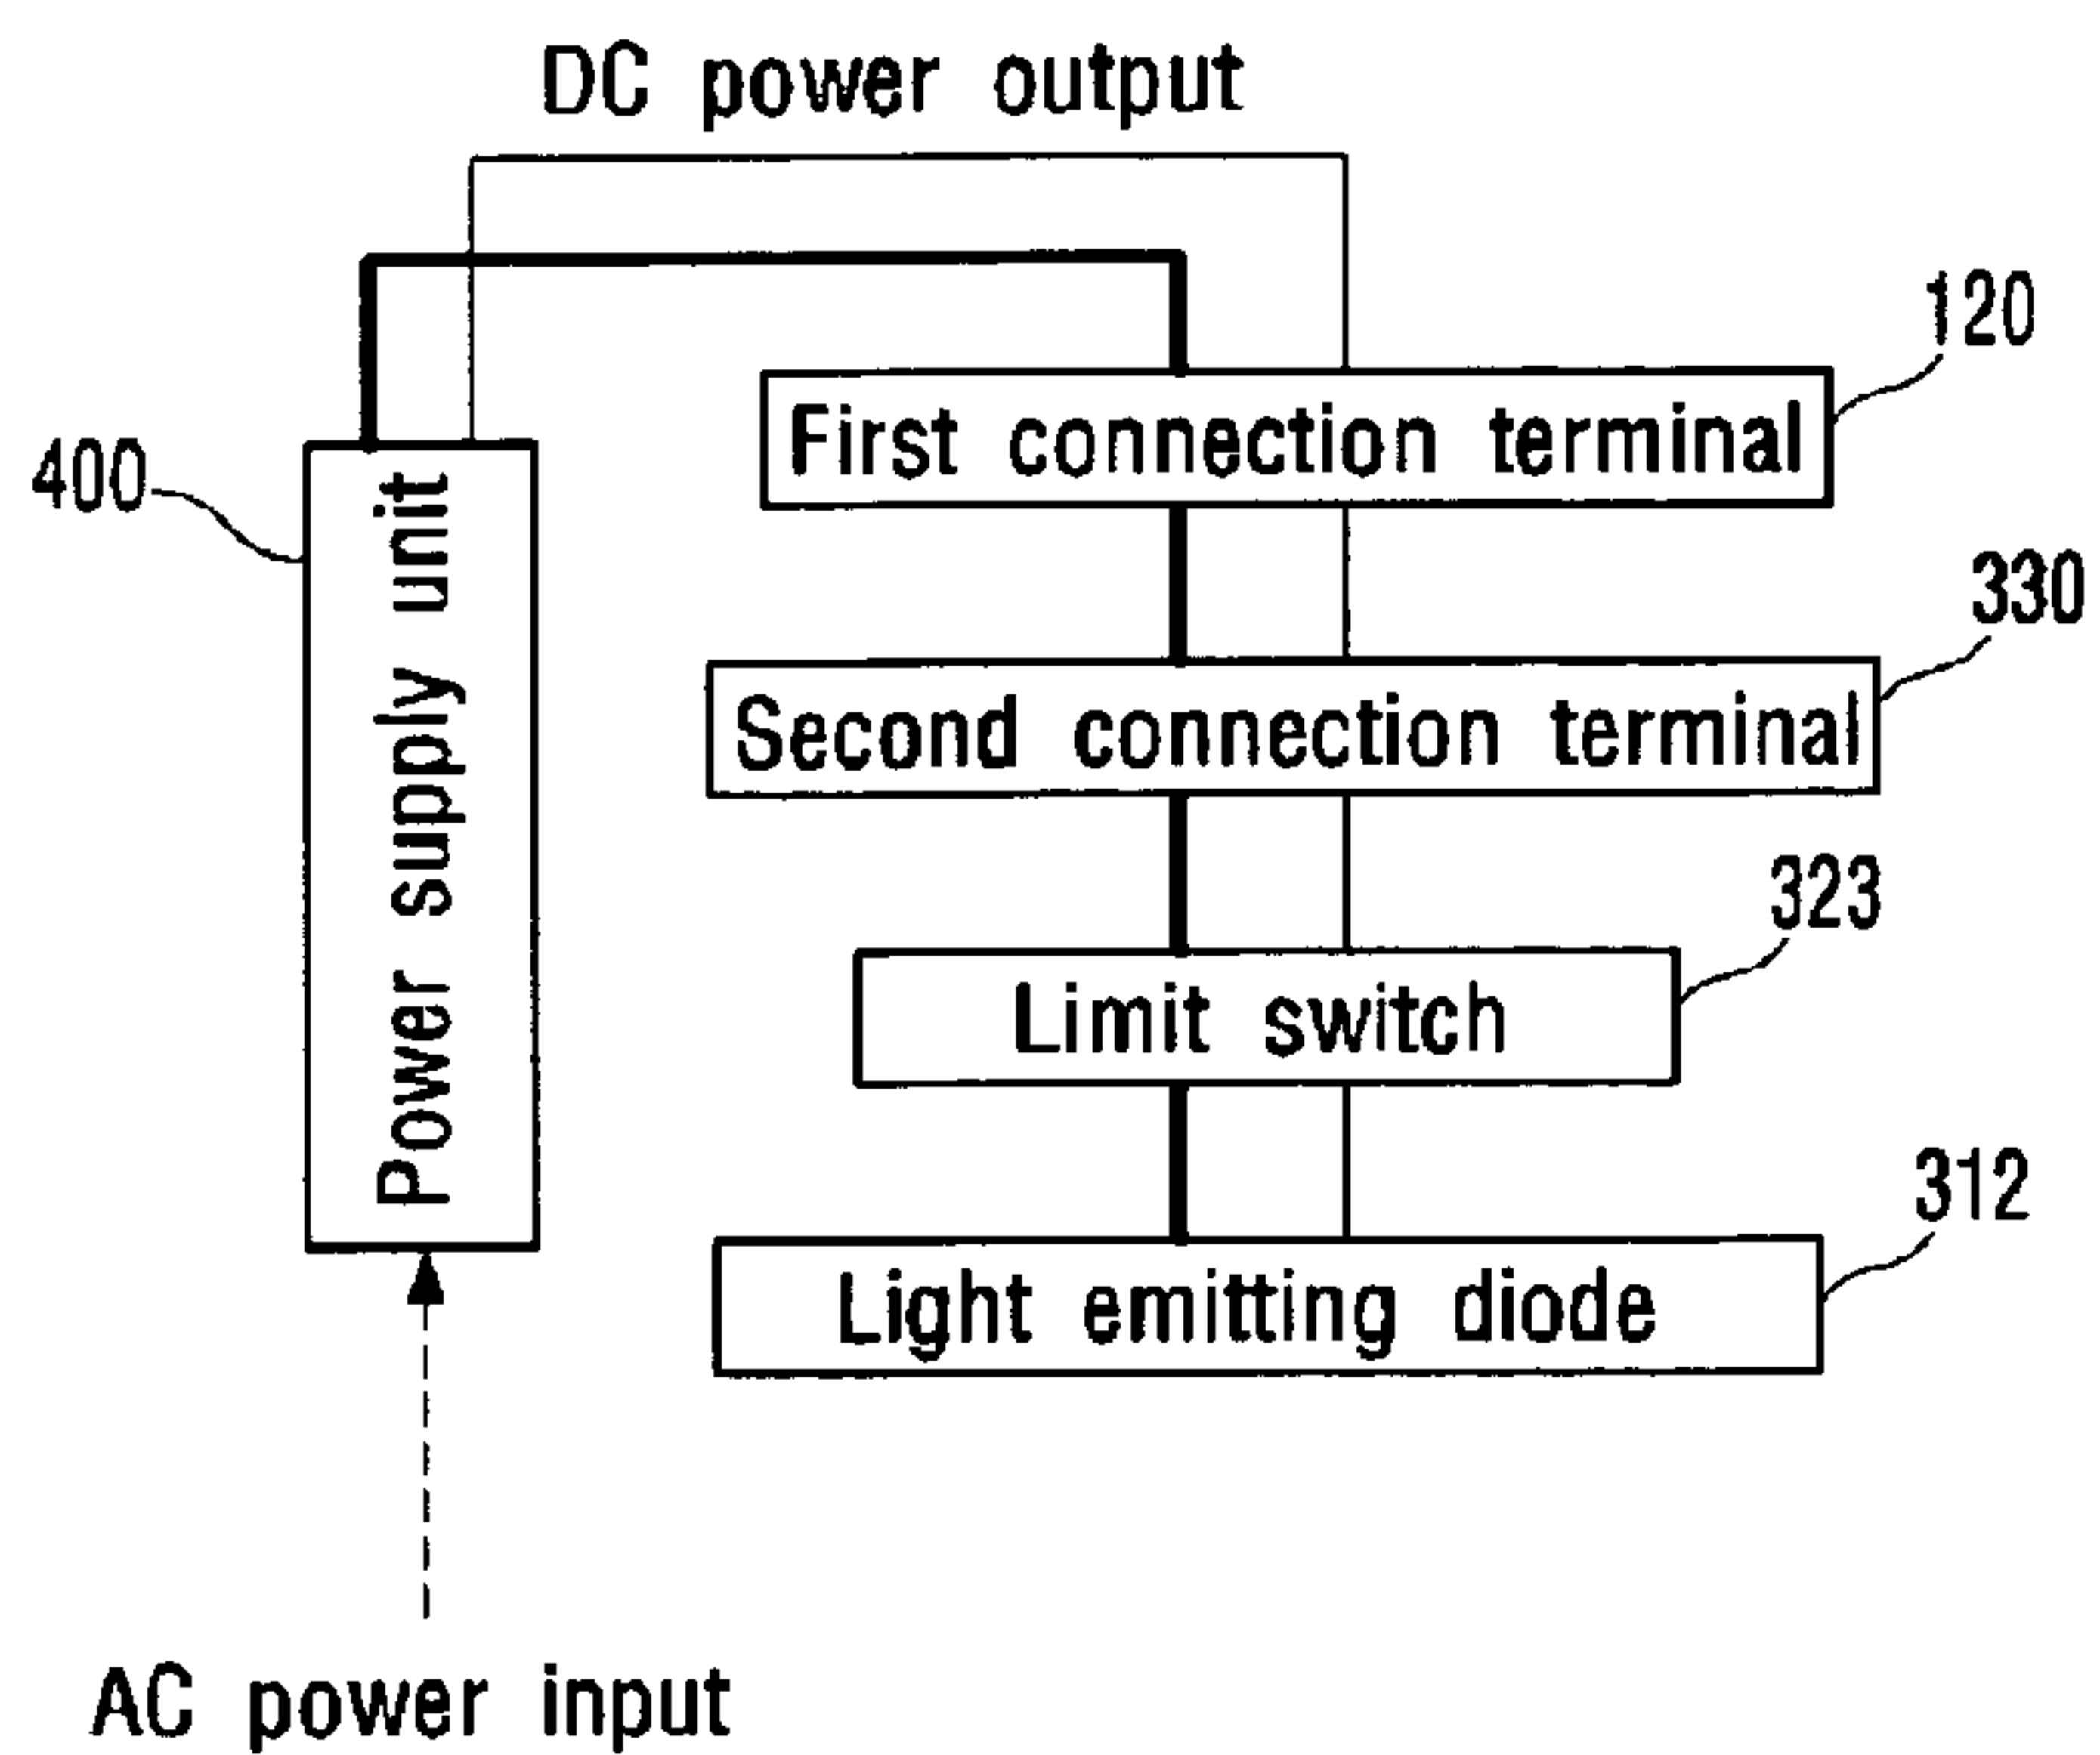 DC power output
120
First connection terminal
400
Power supply unit
330
Second connection terminal
323
Limit switch
312
Light emitting diode
AC power input